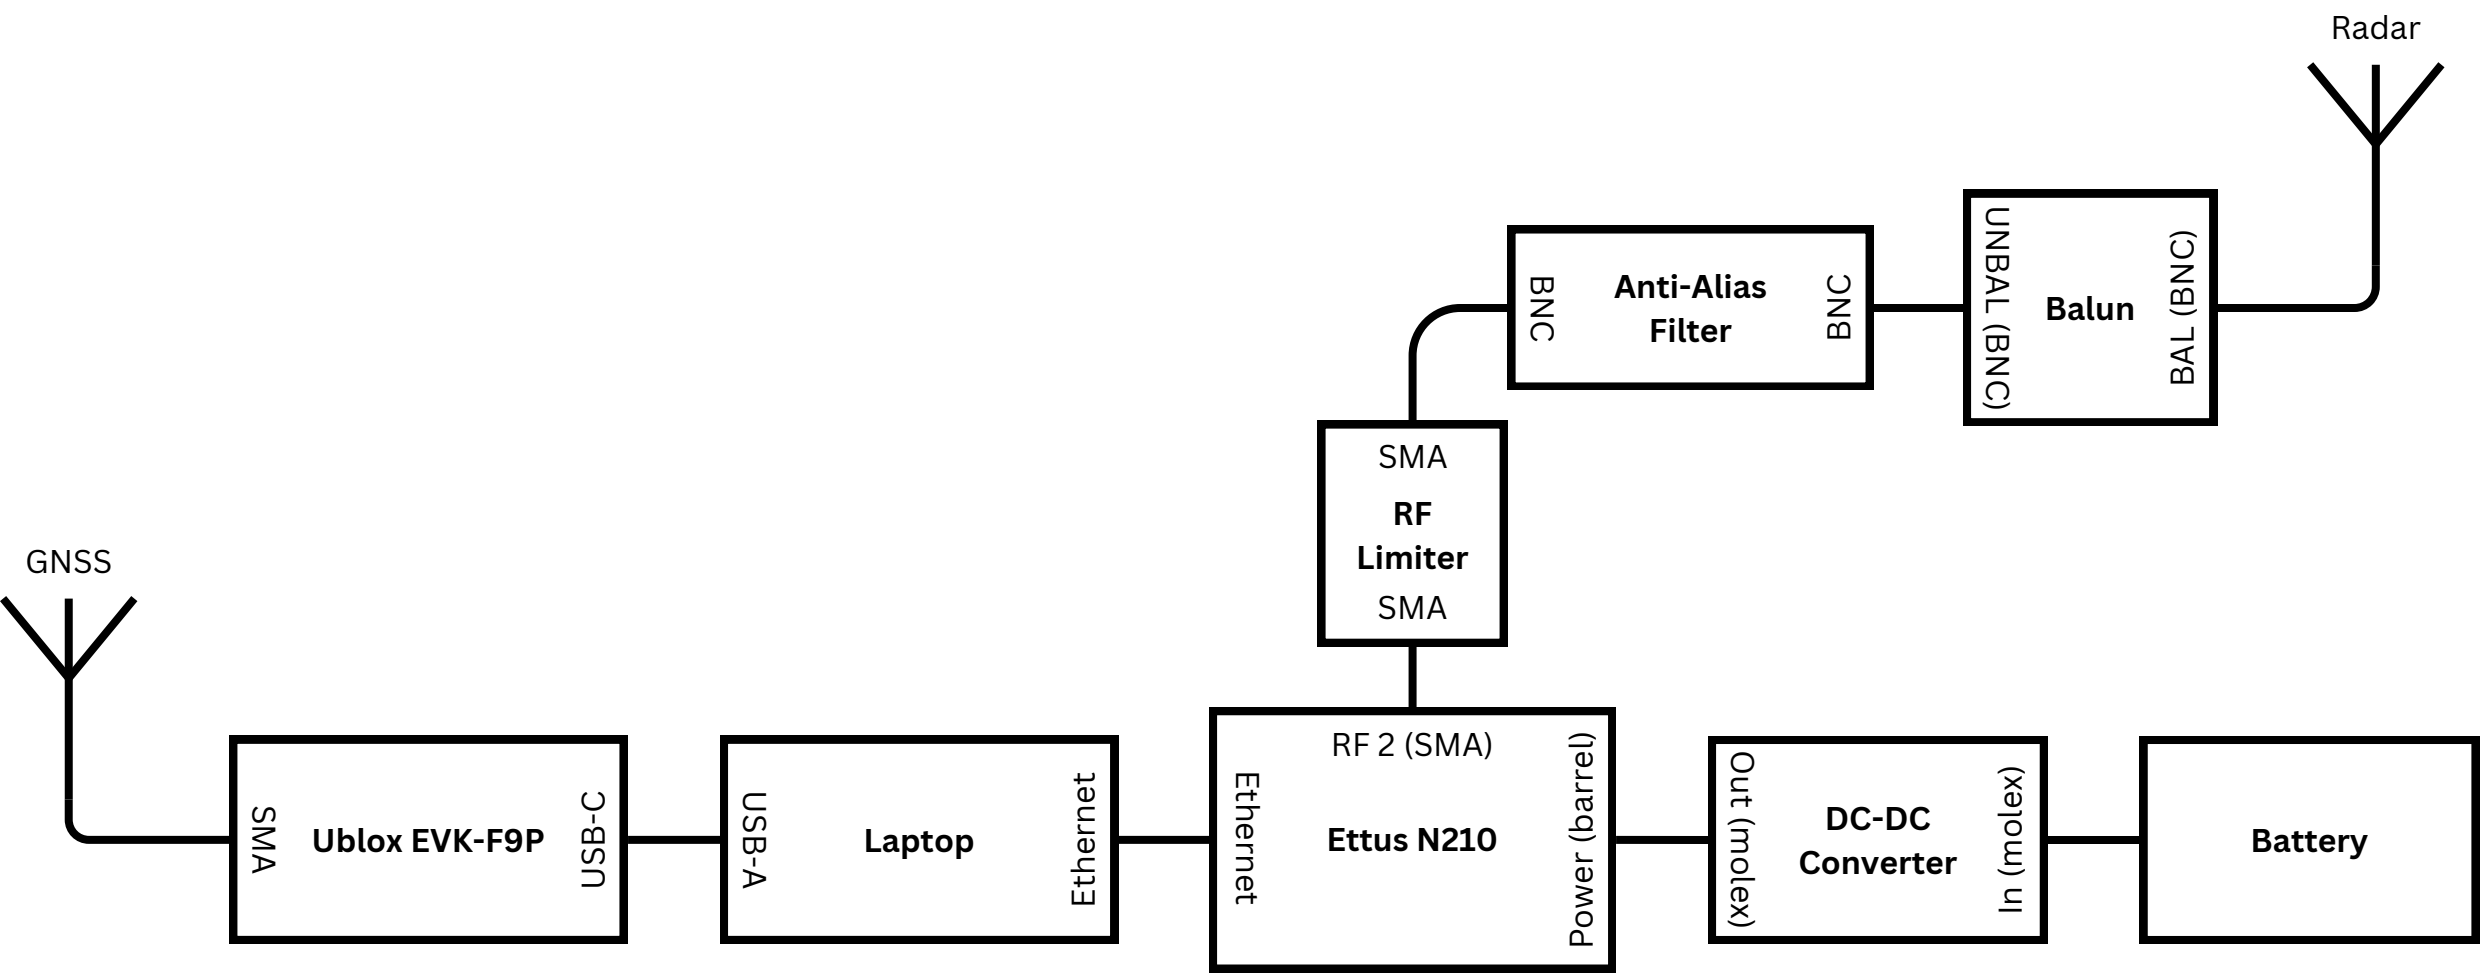 Radar
BNC
Anti-Alias
Filter
BNC
UNBAL (BNC)
Balun
BAL (BNC)
SMA
RF
Limiter
SMA
GNSS
SMA
Ublox EVK-F9P
USB-C
USB-A
Laptop
Ethernet
Ethernet
RF 2 (SMA)
Ettus N210
Power (barrel)
Out (molex)
DC-DC
Converter
In (molex)
Battery